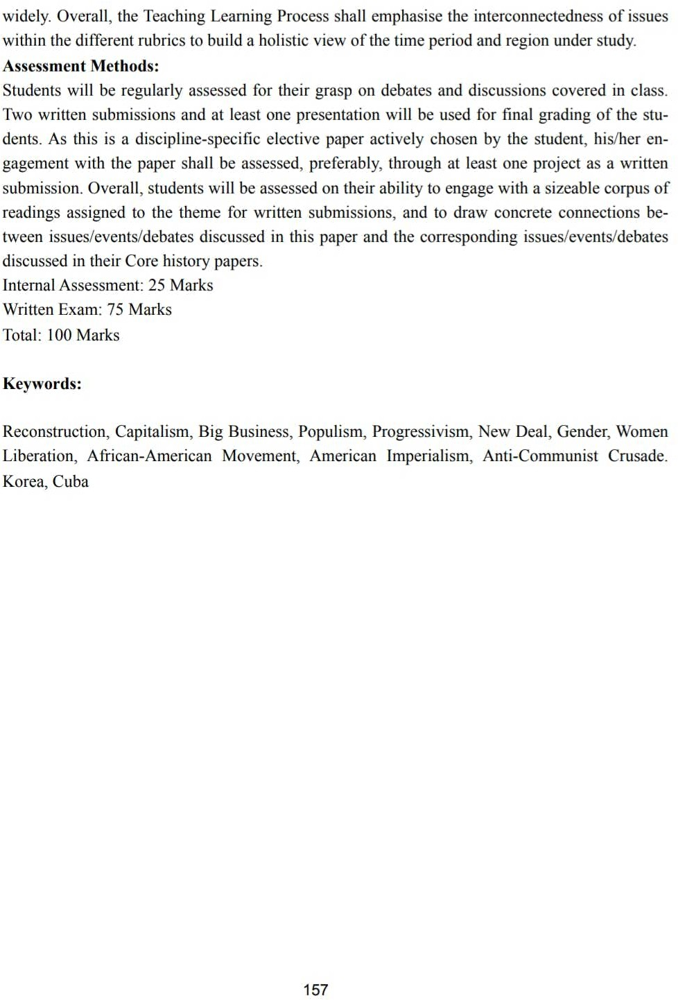 widely. Overall, the Teaching Learning Process shall emphasise the interconnectedness of issues
within the different rubrics to build a holistic view of the time period and region under study.
Assessment Methods:
Students will be regularly assessed for their grasp on debates and discussions covered in class.
Two written submissions and at least one presentation will be used for final grading of the stu-
dents. As this is a discipline-specific elective paper actively chosen by the student, his/her en-
gagement with the paper shall be assessed, preferably, through at least one project as a written
submission. Overall, students will be assessed on their ability to engage with a sizeable corpus of
readings assigned to the theme for written submissions, and to draw concrete connections be-
tween issues/events/debates discussed in this paper and the corresponding issues/events/debates
discussed in their Core history papers.
Internal Assessment: 25 Marks
Written Exam: 75 Marks
Total: 100 Marks
Keywords:
Reconstruction, Capitalism, Big Business, Populism, Progressivism, New Deal, Gender, Women
Liberation, African-American Movement, American Imperialism, Anti-Communist Crusade.
Korea, Cuba
157